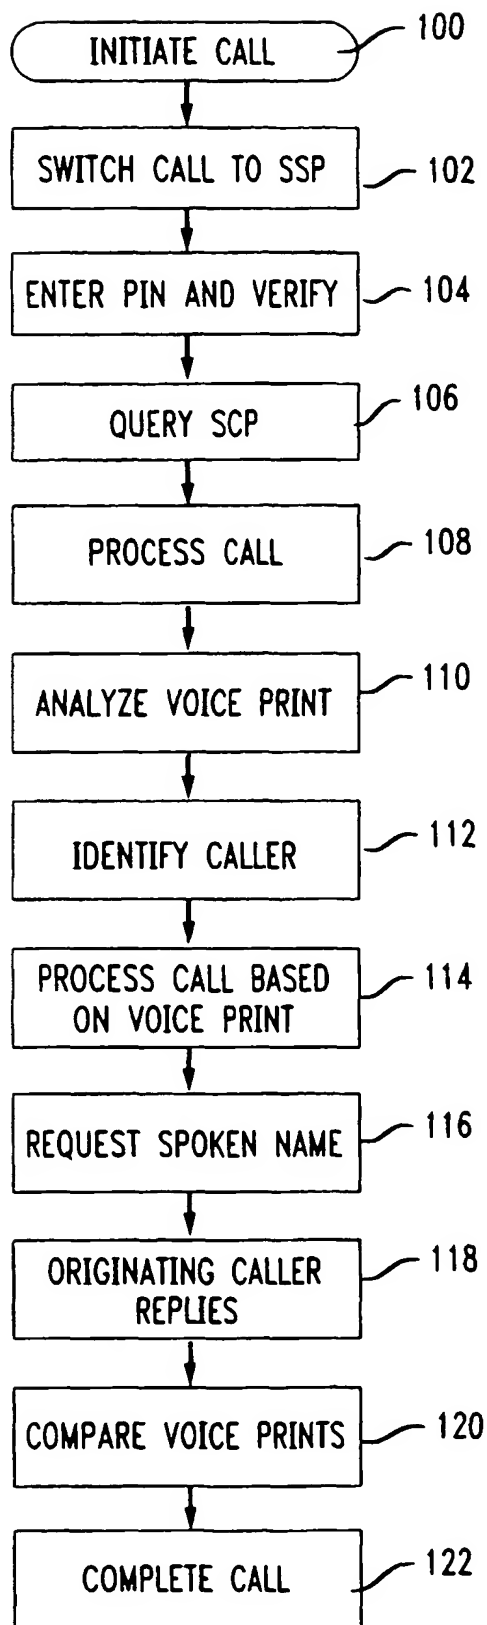 INITIATE CALL
100
SWITCH CALL TO SSP
102
ENTER PIN AND VERIFY
104
QUERY SCP
106
PROCESS CALL
108
ANALYZE VOICE PRINT
110
IDENTIFY CALLER
112
PROCESS CALL BASED
ON VOICE PRINT
114
REQUEST SPOKEN NAME
116
ORIGINATING CALLER
REPLIES
118
COMPARE VOICE PRINTS
120
COMPLETE CALL
122